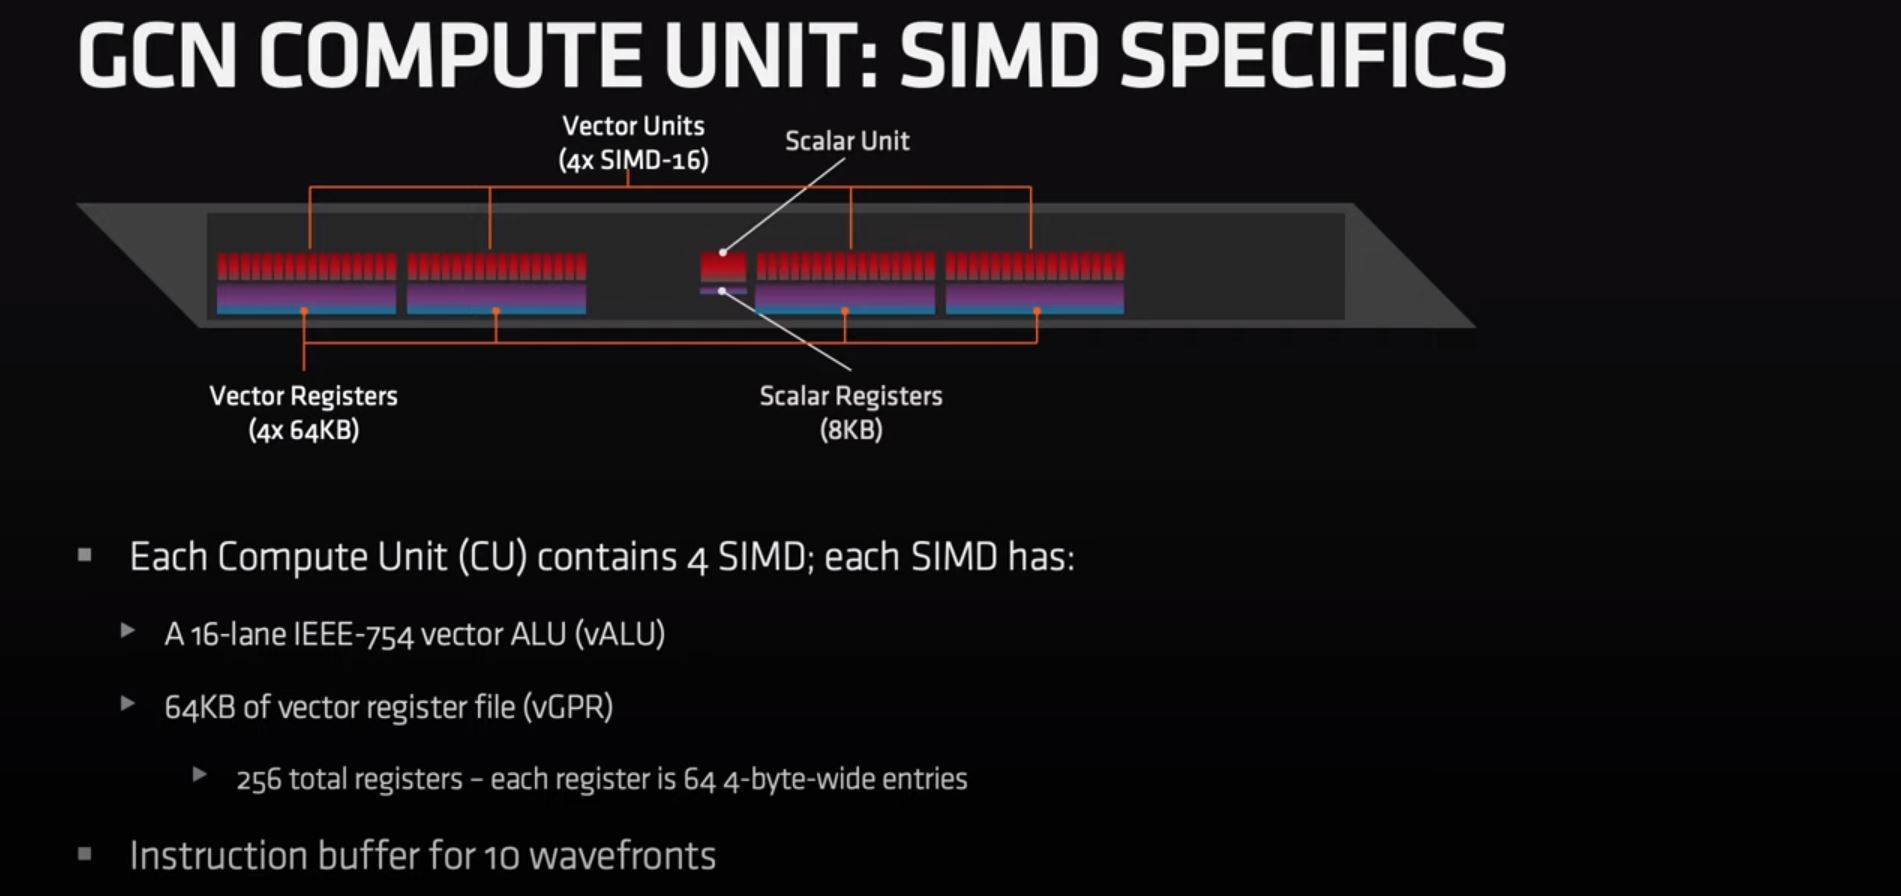 GCN COMPUTE UNIT: SIMD SPECIFICS
Vector Units
(4x SIMD-16)
Scalar Unit
Vector Registers
(4x 64KB)
Scalar Registers
(8KB)
▪ Each Compute Unit (CU) contains 4 SIMD; each SIMD has:
▶ A 16-lane IEEE-754 vector ALU (vALU)
▶ 64KB of vector register file (vGPR)
▶ 256 total registers – each register is 64 4-byte-wide entries
▪ Instruction buffer for 10 wavefronts